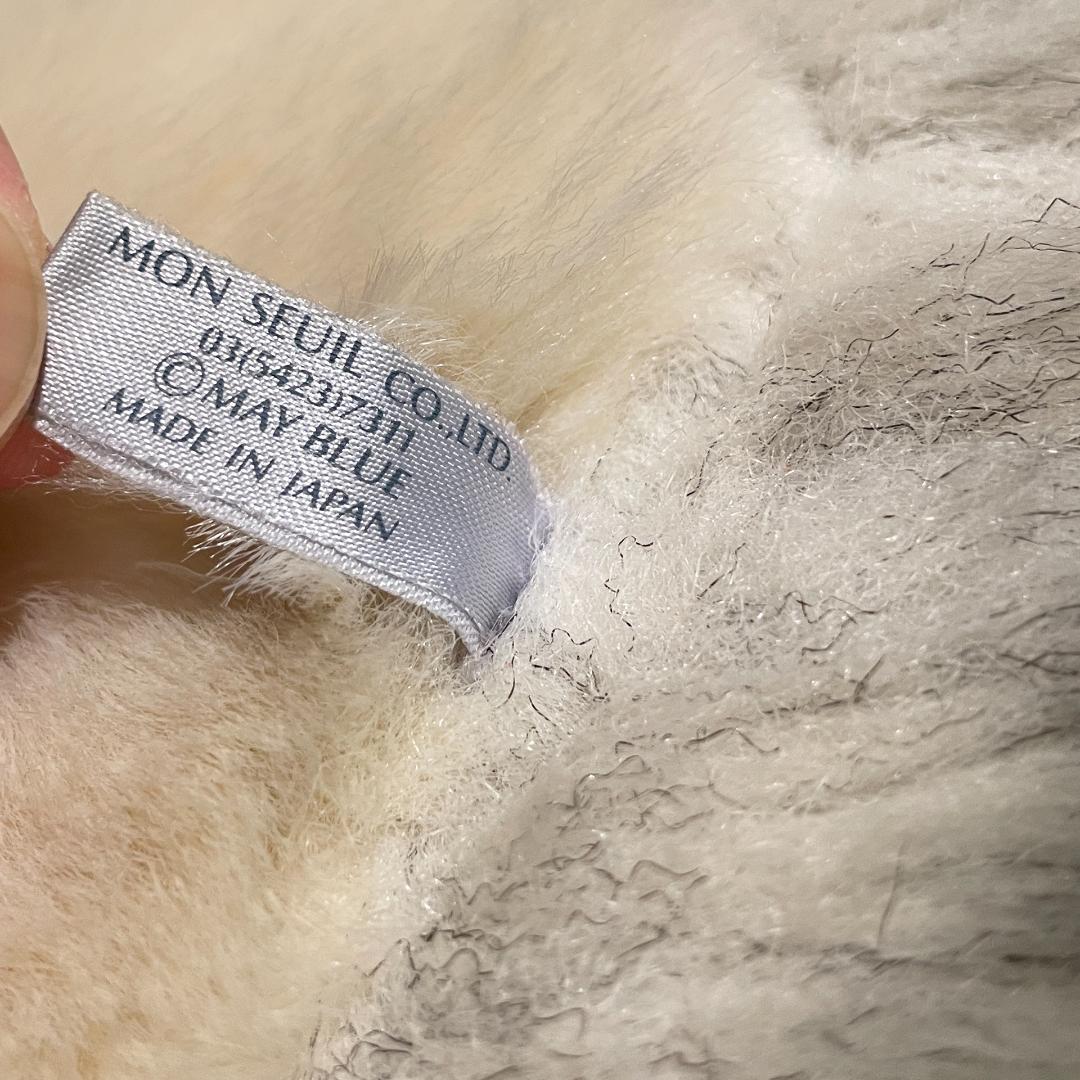 MON SEUIL CO.,LTD.
03(5423)7311
©MAY BLUE
MADE IN JAPAN